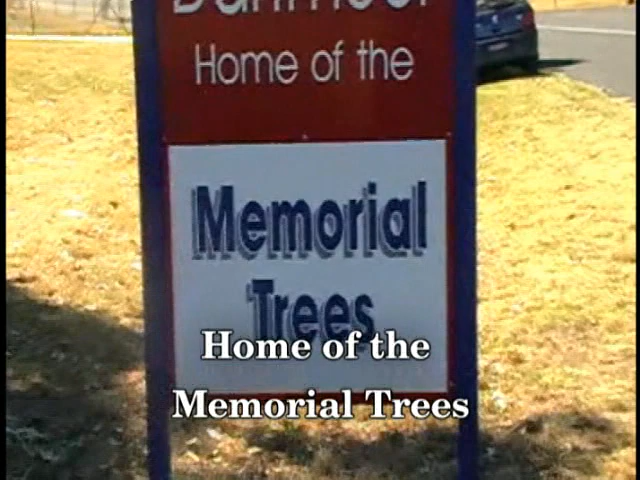 Home of the
Memorial
Trees
Home of the
Memorial Trees